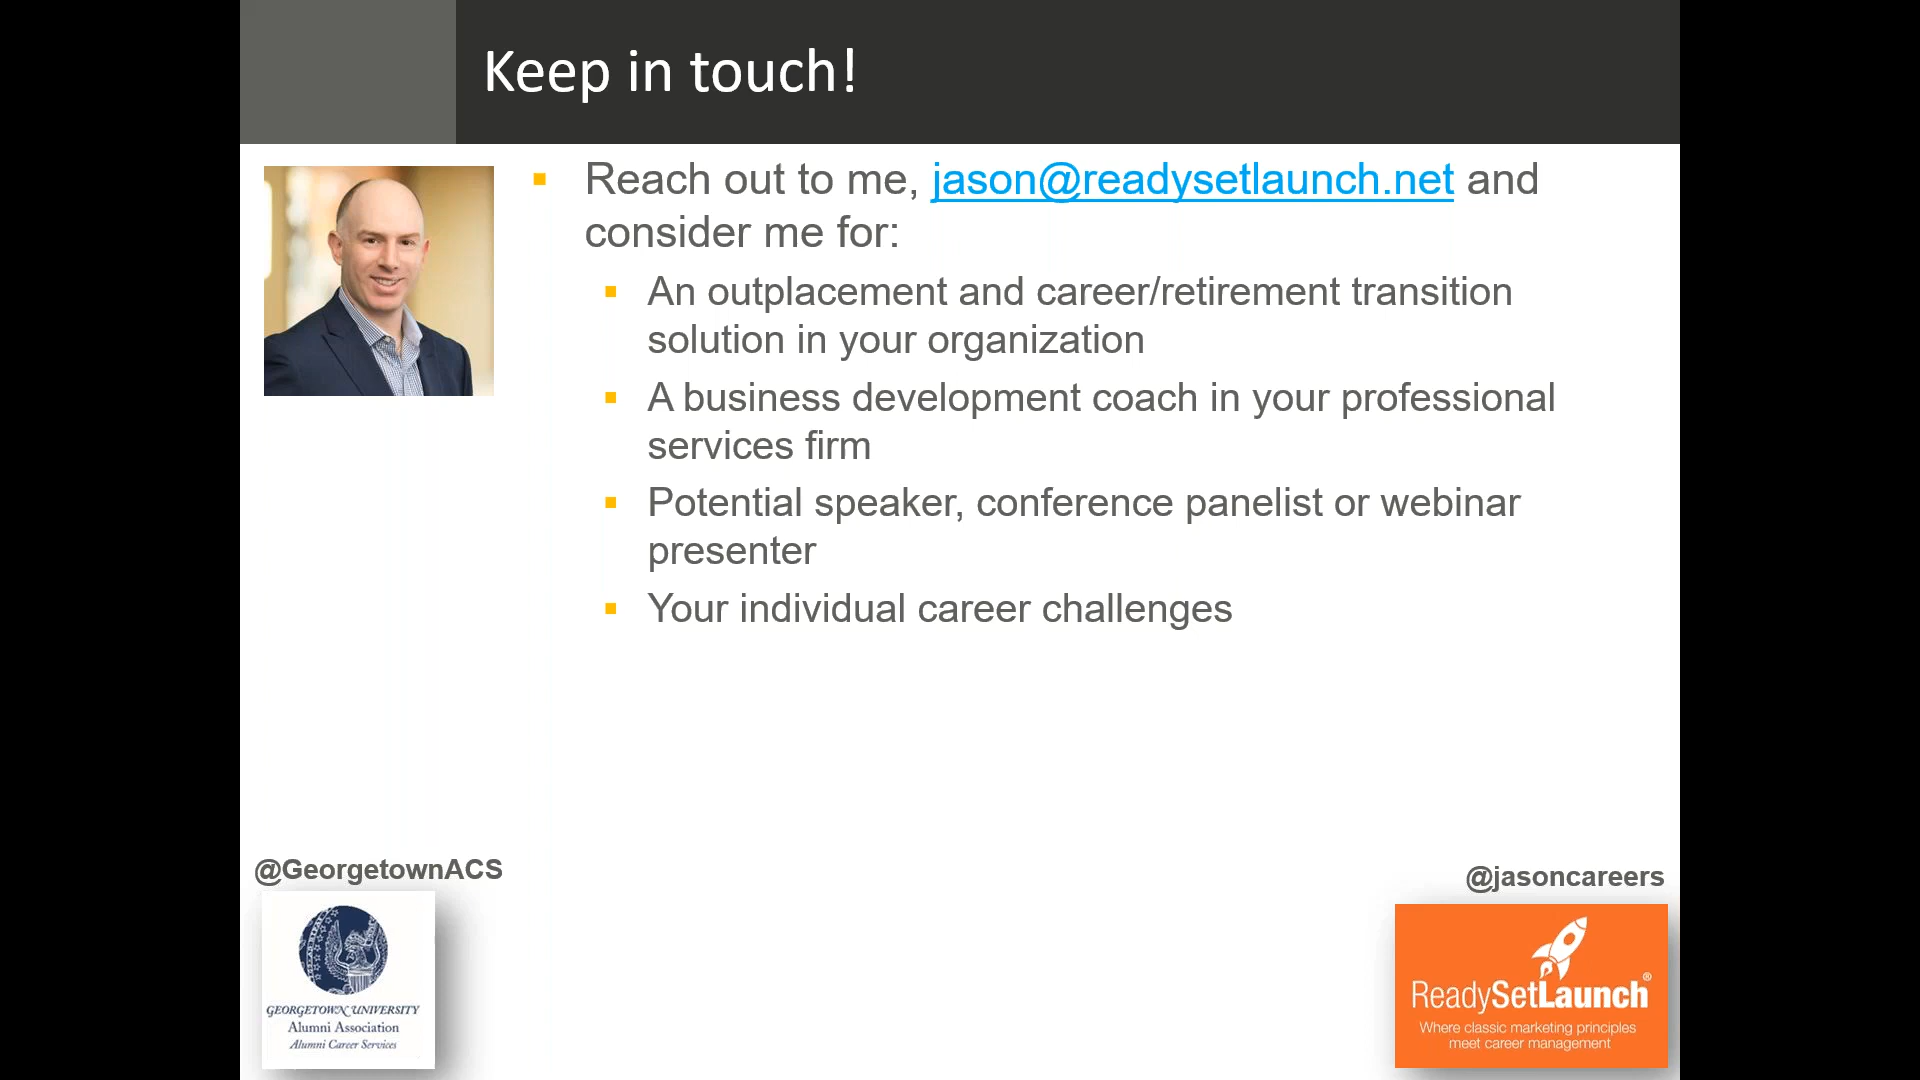 Keep in touch!
Reach out to me, jason@readysetlaunch.net and
consider me for:
An outplacement and career/retirement transition
solution in your organization
A business development coach in your professional
services firm
Potential speaker, conference panelist or webinar
presenter
Your individual career challenges
@GeorgetownACS
GEORGETOWN UNIVERSITY
Alumni Association
Alumni Career Services
@jasoncareers
ReadySetLaunch®
Where classic marketing principles
meet career management